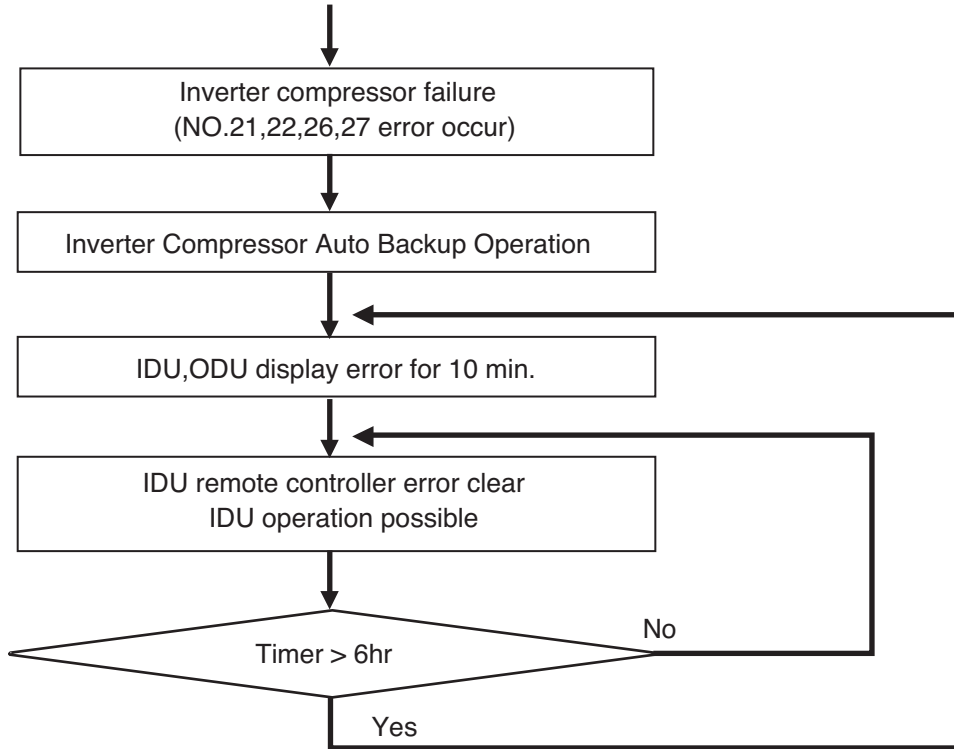 Inverter compressor failure
(NO.21,22,26,27 error occur)
Inverter Compressor Auto Backup Operation
IDU,ODU display error for 10 min.
IDU remote controller error clear
IDU operation possible
Timer > 6hr
No
Yes